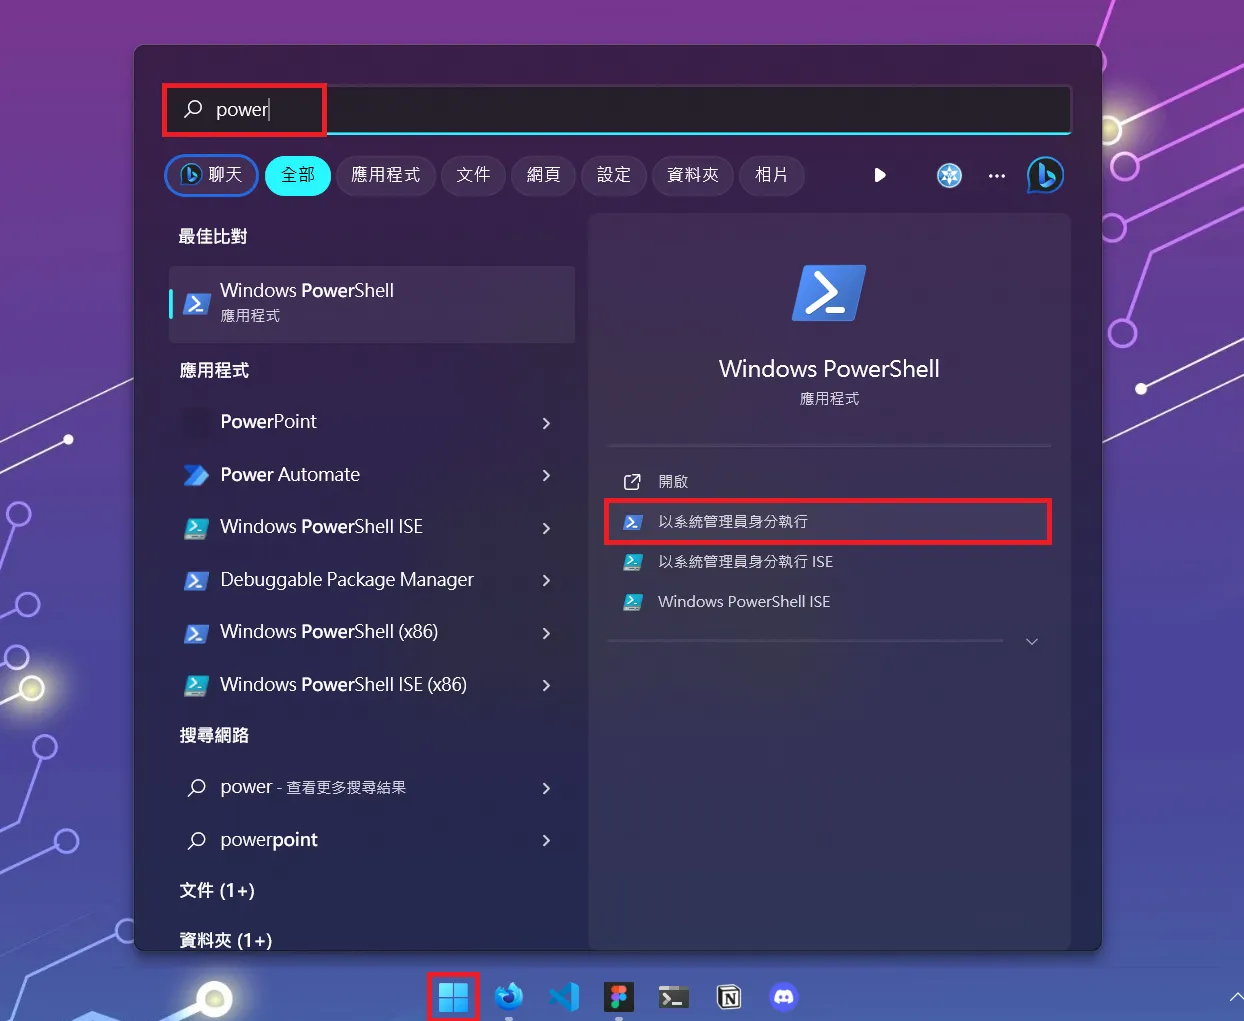 power
聊天
全部
應用程式
文件
網頁
設定
資料夾
相片
最佳比對
Windows PowerShell
應用程式
應用程式
PowerPoint
Power Automate
Windows PowerShell ISE
Debuggable Package Manager
Windows PowerShell (x86)
Windows PowerShell ISE (x86)
搜尋網路
power - 查看更多搜尋結果
powerpoint
文件 (1+)
資料夾 (1+)
Windows PowerShell
應用程式
開啟
以系統管理員身分執行
以系統管理員身分執行 ISE
Windows PowerShell ISE